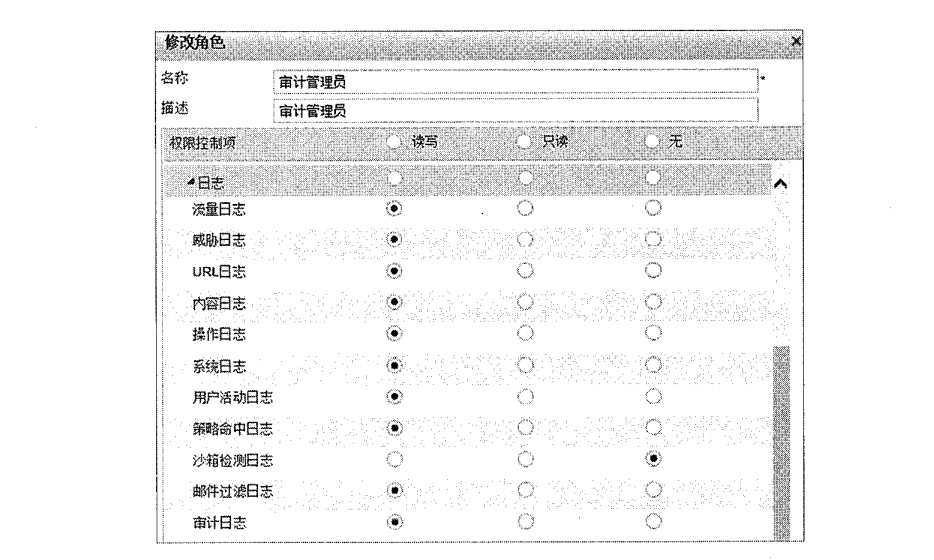 修改角色
名称 审计管理员
描述 审计管理员
权限控制项 读写 只读 无
日志
流量日志
威胁日志
URL日志
内容日志
操作日志
系统日志
用户活动日志
策略命中日志
沙箱检测日志
邮件过滤日志
审计日志